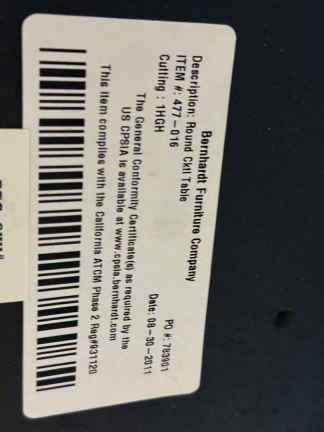 Bernhardt Furniture Company
Description: Round Cktl Table
ITEM #: 477-016
Cutting : 1HGH
PO #: 783901
Date: 08-30-2011
The General Conformity Certificate(s) as required by the
US CPSIA is available at www.cpsia.bernhardt.com
This item complies with the California ATCM Phase 2 Reg#931120